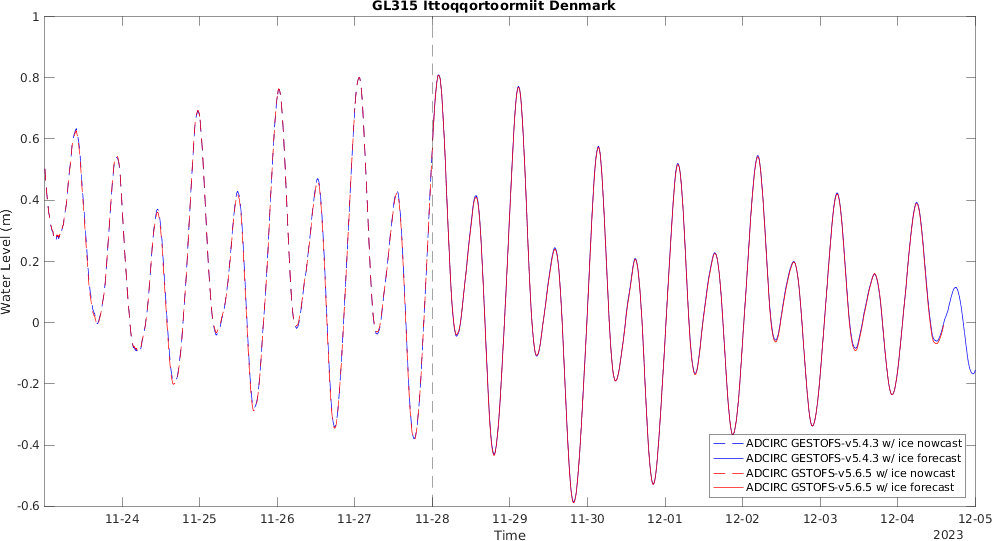 GL315 Ittoqqortoormiit Denmark
1
0.8
0.6
0.4
0.2
0
-0.2
-0.4
-0.6
Water Level (m)
ADCIRC GESTOFS-v5.4.3 w/ ice nowcast
ADCIRC GESTOFS-v5.4.3 w/ ice forecast
ADCIRC GSTOFS-v5.6.5 w/ ice nowcast
ADCIRC GSTOFS-v5.6.5 w/ ice forecast
11-24 11-25 11-26 11-27 11-28 11-29 11-30 12-01 12-02 12-03 12-04 12-05
Time
2023